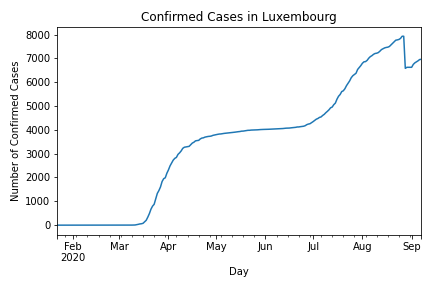 Confirmed Cases in Luxembourg
Number of Confirmed Cases
8000
7000
6000
5000
4000
3000
2000
1000
0
Feb Mar Apr May Jun Jul Aug Sep
2020
Day